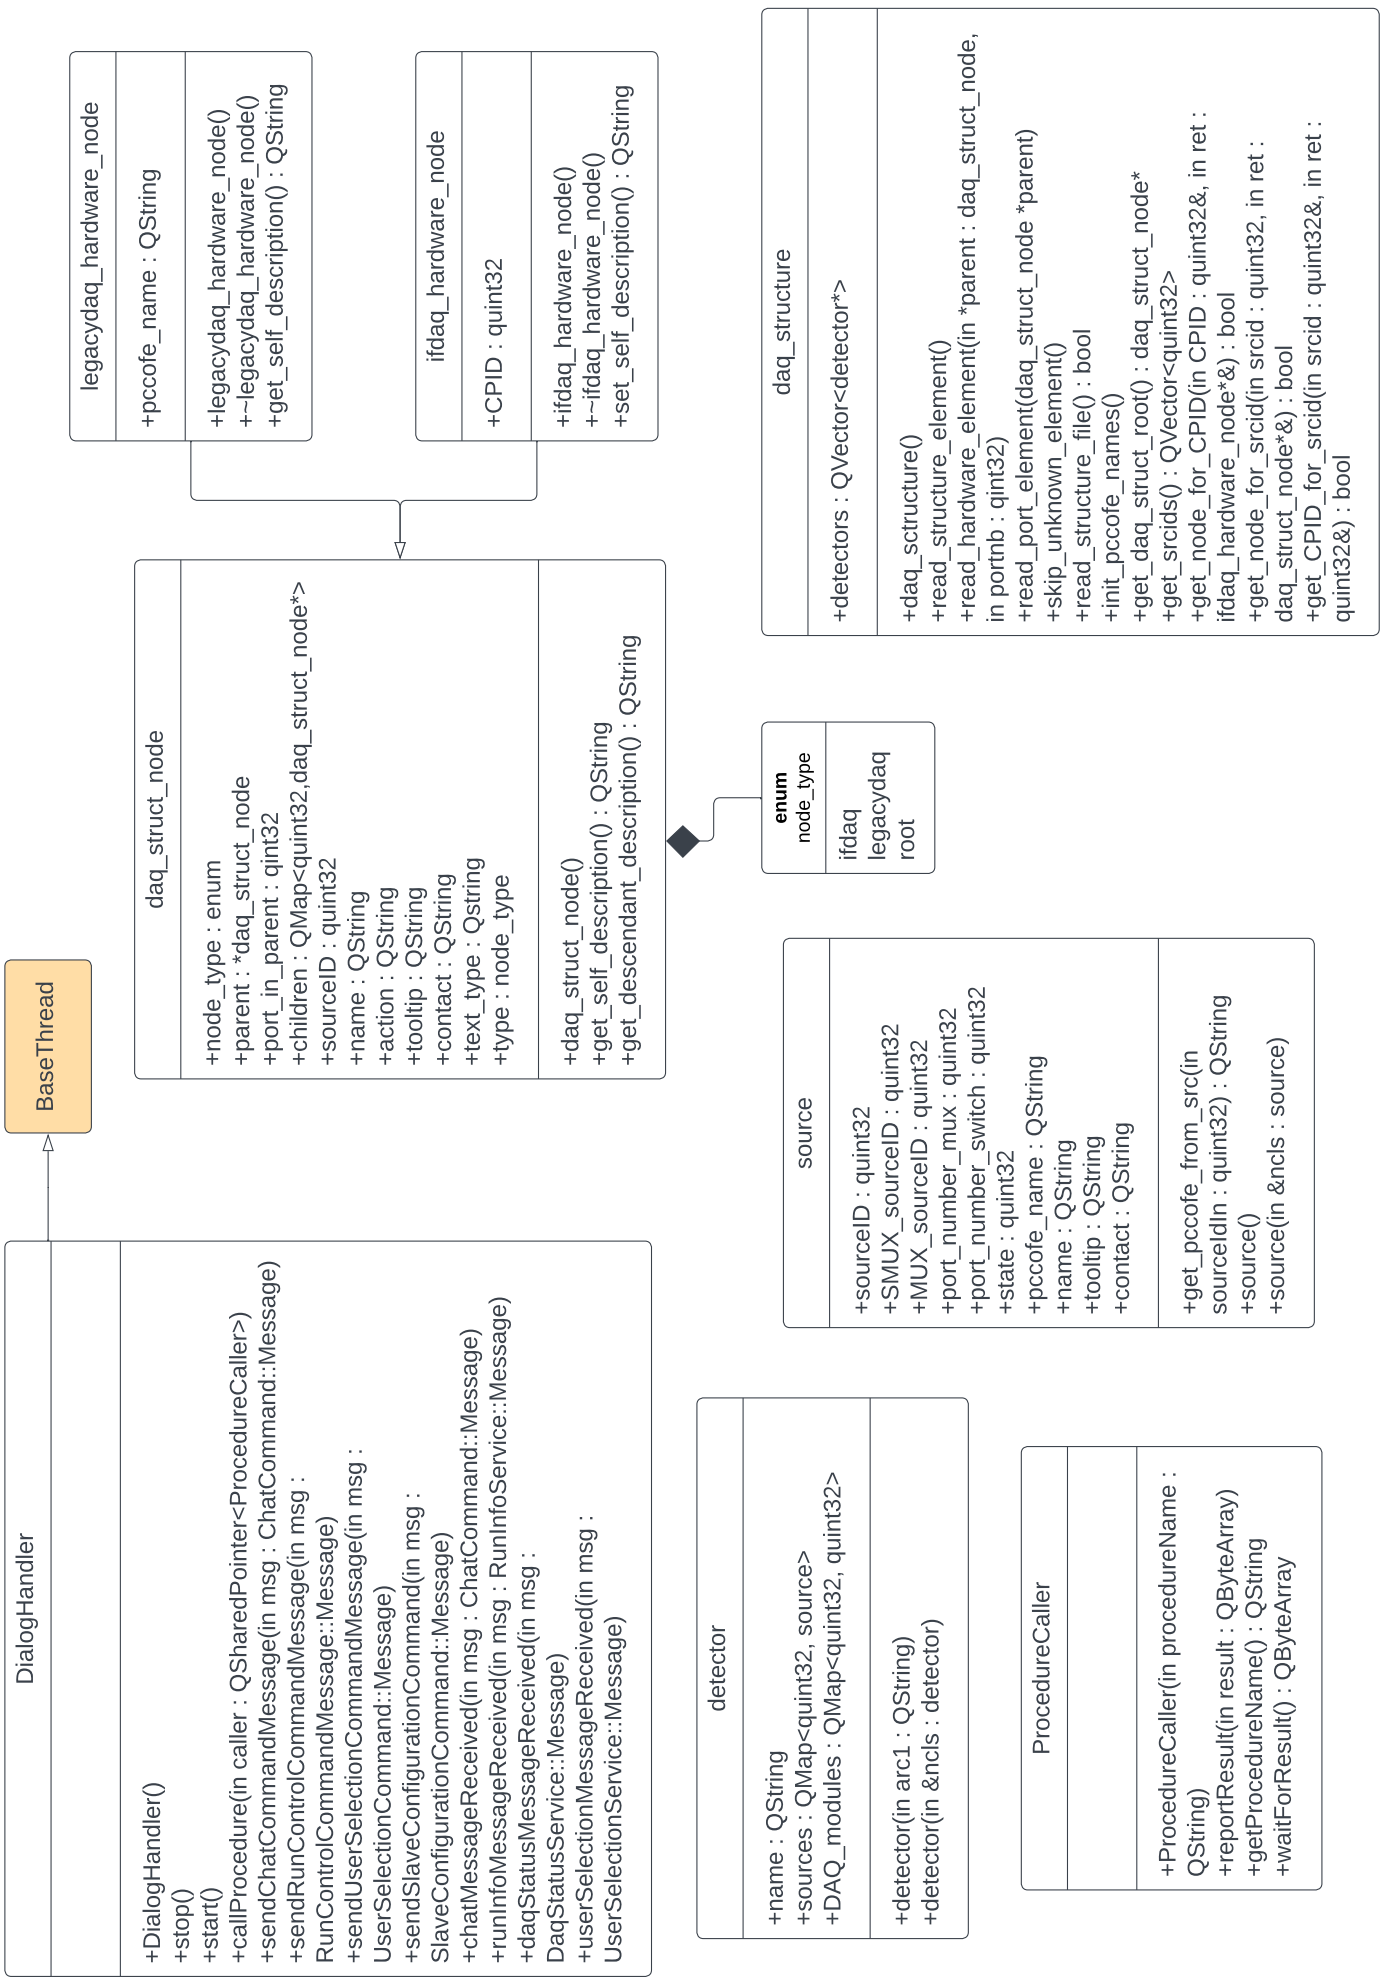 DialogHandler
+DialogHandler()
+stop()
+start()
+callProcedure(in caller : QSharedPointer<ProcedureCaller>)
+sendChatCommandMessage(in msg : ChatCommand::Message)
+sendRunControlCommandMessage(in msg :
RunControlCommandMessage::Message)
+sendUserSelectionCommandMessage(in msg :
UserSelectionCommand::Message)
+sendSlaveConfigurationCommand(in msg :
SlaveConfigurationCommand::Message)
+chatMessageReceived(in msg : ChatCommand::Message)
+runInfoMessageReceived(in msg : RunInfoService::Message)
+daqStatusMessageReceived(in msg :
DaqStatusService::Message)
+userSelectionMessageReceived(in msg :
UserSelectionService::Message)
BaseThread
daq_struct_node
+node_type : enum
+parent : *daq_struct_node
+port_in_parent : qint32
+children : QMap<quint32,daq_struct_node*>
+sourceID : quint32
+name : QString
+action : QString
+tooltip : QString
+contact : QString
+text_type : Qstring
+type : node_type
+daq_struct_node()
+get_self_description() : QString
+get_descendant_description() : QString
legacydaq_hardware_node
+pccofe_name : QString
+legacydaq_hardware_node()
+~legacydaq_hardware_node()
+get_self_description() : QString
ifdaq_hardware_node
+CPID : quint32
+ifdaq_hardware_node()
+~ifdaq_hardware_node()
+set_self_description() : QString
detector
+name : QString
+sources : QMap<quint32, source>
+DAQ_modules : QMap<quint32, quint32>
+detector(in arc1 : QString)
+detector(in &ncls : detector)
ProcedureCaller
+ProcedureCaller(in procedureName :
QString)
+reportResult(in result : QByteArray)
+getProcedureName() : QString
+waitForResult() : QByteArray
source
+sourceID : quint32
+SMUX_sourceID : quint32
+MUX_sourceID : quint32
+port_number_mux : quint32
+port_number_switch : quint32
+state : quint32
+pccofe_name : QString
+name : QString
+tooltip : QString
+contact : QString
+get_pccofe_from_src(in
sourceIdIn : quint32) : QString
+source()
+source(in &ncls : source)
enum
node_type
ifdaq
legacydaq
root
daq_structure
+detectors : QVector<detector*>
+daq_sctructure()
+read_structure_element()
+read_hardware_element(in *parent : daq_struct_node,
in portnb : qint32)
+read_port_element(daq_struct_node *parent)
+skip_unknown_element()
+read_structure_file() : bool
+init_pccofe_names()
+get_daq_struct_root() : daq_struct_node*
+get_srcids() : QVector<quint32>
+get_node_for_CPID(in CPID : quint32&, in ret :
ifdaq_hardware_node*&) : bool
+get_node_for_srcid(in srcid : quint32, in ret :
daq_struct_node*&) : bool
+get_CPID_for_srcid(in srcid : quint32&, in ret :
quint32&) : bool